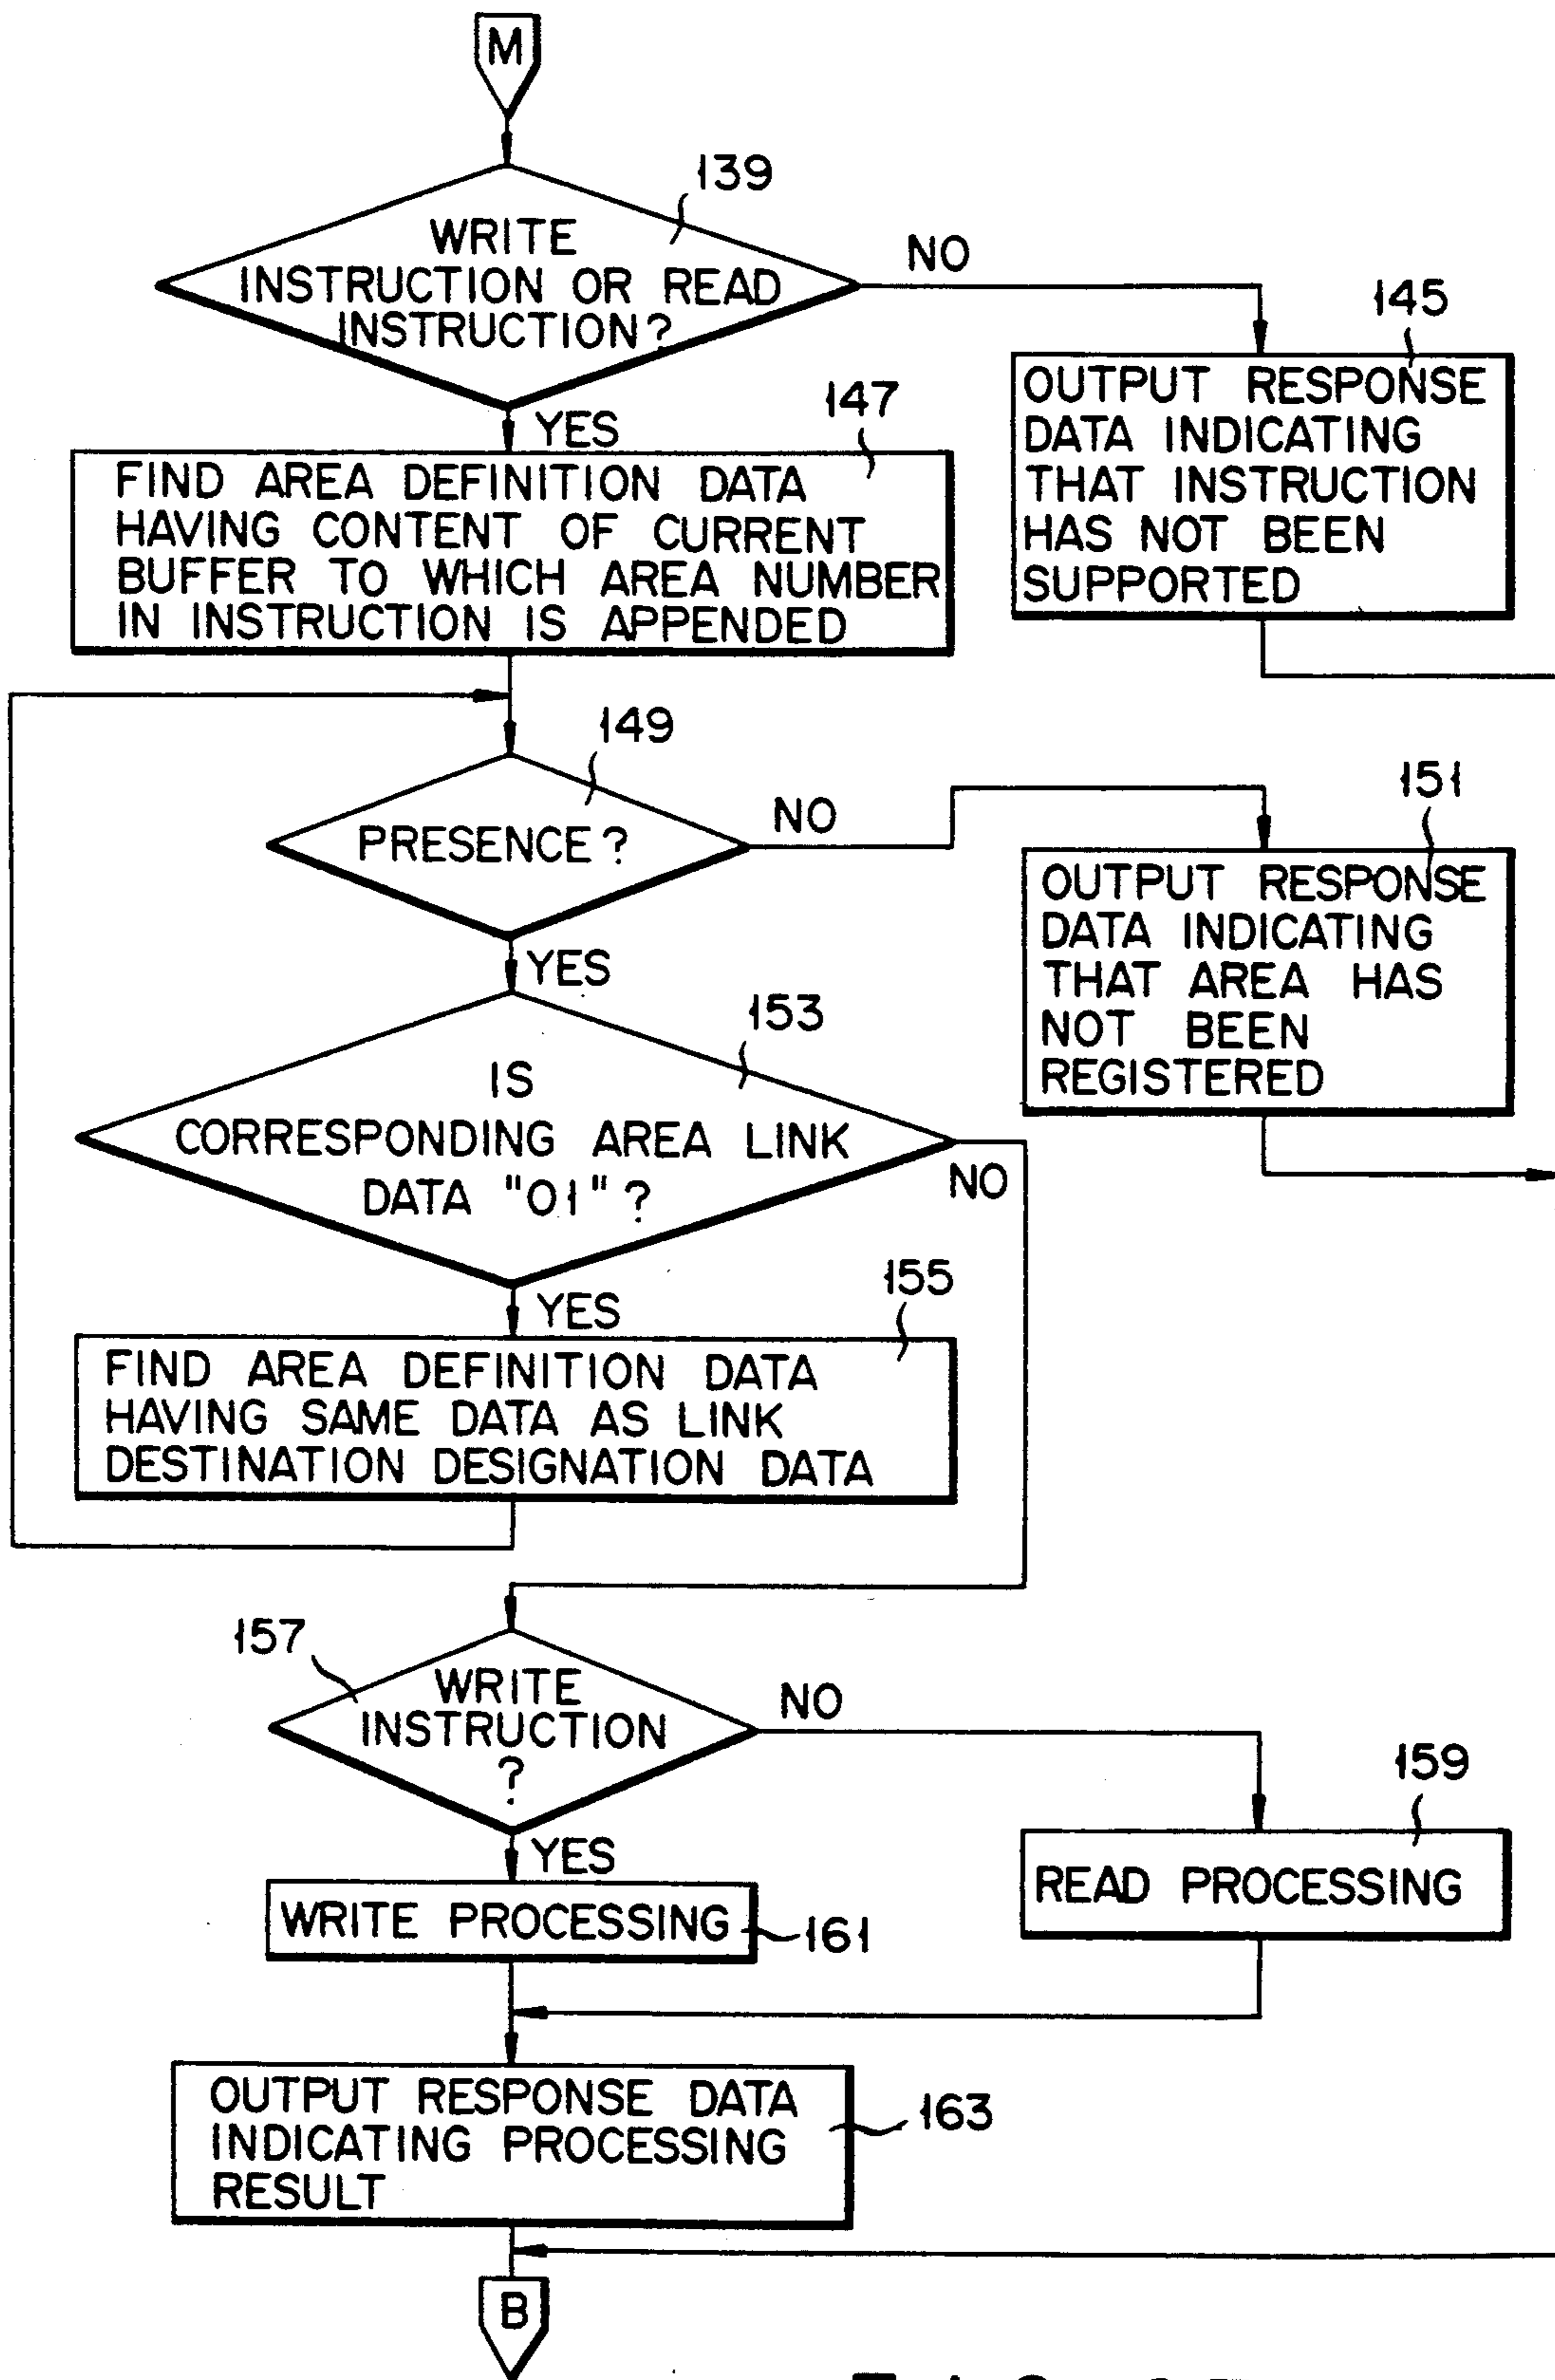 M
139
WRITE
INSTRUCTION OR READ
INSTRUCTION?
NO
YES
145
OUTPUT RESPONSE
DATA INDICATING
THAT INSTRUCTION
HAS NOT BEEN
SUPPORTED
147
FIND AREA DEFINITION DATA
HAVING CONTENT OF CURRENT
BUFFER TO WHICH AREA NUMBER
IN INSTRUCTION IS APPENDED
149
PRESENCE?
NO
YES
151
OUTPUT RESPONSE
DATA INDICATING
THAT AREA HAS
NOT BEEN
REGISTERED
153
IS
CORRESPONDING AREA LINK
DATA "01"?
NO
YES
155
FIND AREA DEFINITION DATA
HAVING SAME DATA AS LINK
DESTINATION DESIGNATION DATA
157
WRITE
INSTRUCTION
?
NO
YES
159
READ PROCESSING
WRITE PROCESSING
161
OUTPUT RESPONSE DATA
INDICATING PROCESSING
RESULT
163
B